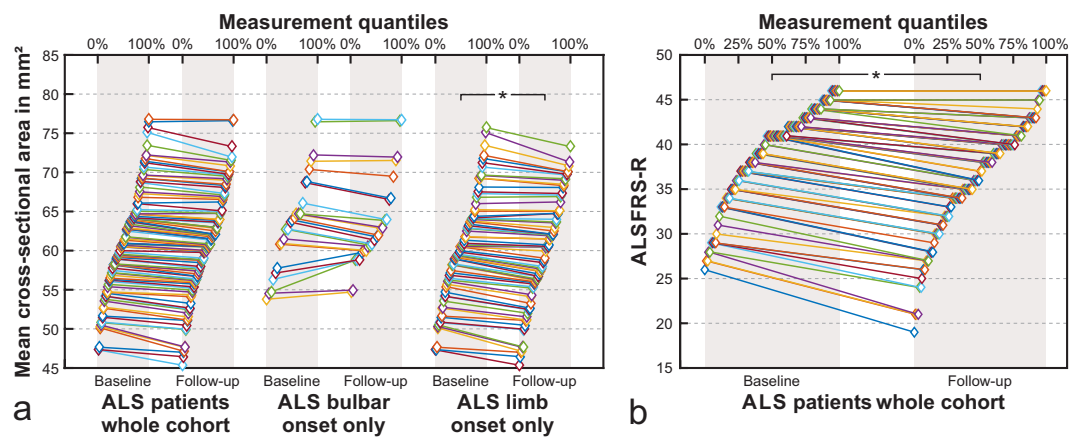 Measurement quantiles
0% 100% 0% 100% 0% 100% 0% 100% 0% 100% 0% 100%
Mean cross-sectional area in mm²
85
80
75
70
65
60
55
50
45
*
Baseline Follow-up Baseline Follow-up Baseline Follow-up
ALS patients whole cohort
ALS bulbar onset only
ALS limb onset only
a
Measurement quantiles
0% 25% 50% 75% 100% 0% 25% 50% 75% 100%
ALSFRS-R
50
45
40
35
30
25
20
15
*
Baseline Follow-up
ALS patients whole cohort
b